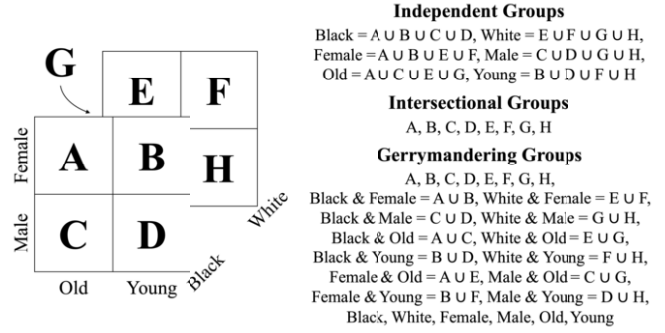 G
E
F
A
B
H
C
D
Female
Male
Old
Young
Black
White
Independent Groups
Black = A ∪ B ∪ C ∪ D, White = E ∪ F ∪ G ∪ H,
Female = A ∪ B ∪ E ∪ F, Male = C ∪ D ∪ G ∪ H,
Old = A ∪ C ∪ E ∪ G, Young = B ∪ D ∪ F ∪ H
Intersectional Groups
A, B, C, D, E, F, G, H
Gerrymandering Groups
A, B, C, D, E, F, G, H,
Black & Female = A ∪ B, White & Female = E ∪ F,
Black & Male = C ∪ D, White & Male = G ∪ H,
Black & Old = A ∪ C, White & Old = E ∪ G,
Black & Young = B ∪ D, White & Young = F ∪ H,
Female & Old = A ∪ E, Male & Old = C ∪ G,
Female & Young = B ∪ F, Male & Young = D ∪ H,
Black, White, Female, Male, Old, Young